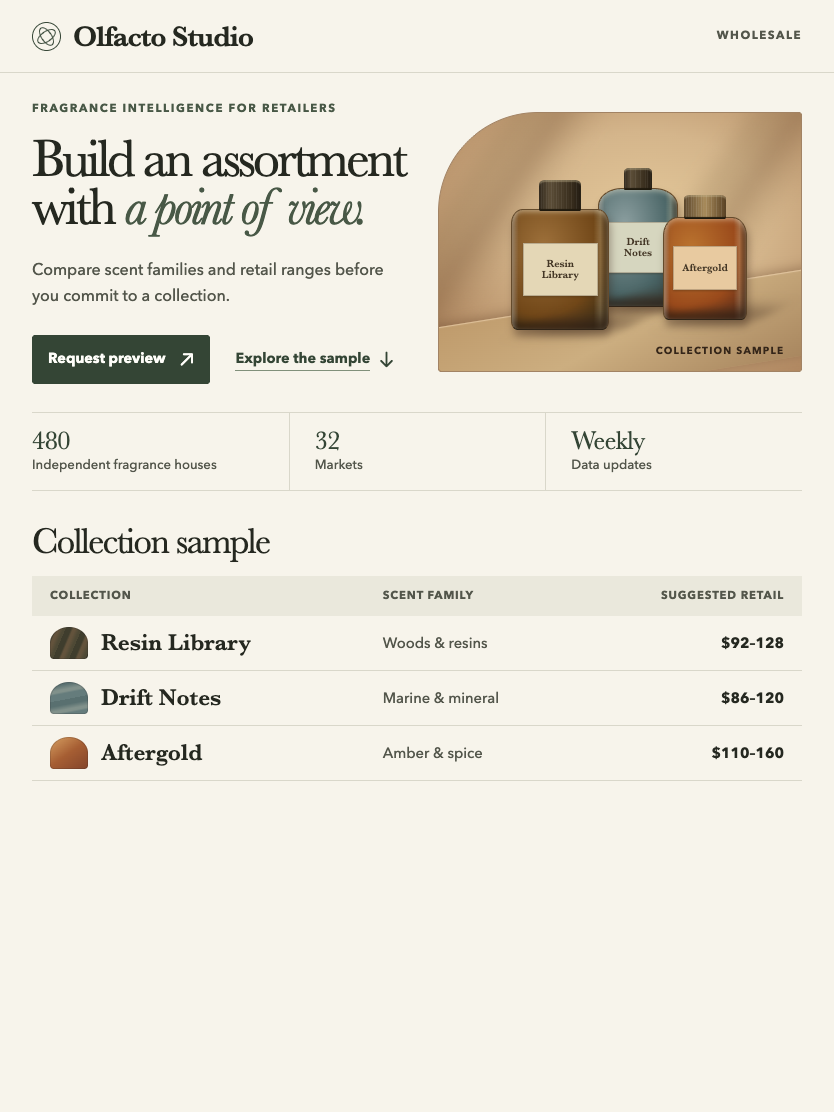 Olfacto Studio
WHOLESALE
FRAGRANCE INTELLIGENCE FOR RETAILERS
Build an assortment
with a point of view.
Compare scent families and retail ranges before
you commit to a collection.
Request preview
Explore the sample
Resin
Library
Drift
Notes
Aftergold
COLLECTION SAMPLE
480
Independent fragrance houses
32
Markets
Weekly
Data updates
Collection sample
COLLECTION SCENT FAMILY SUGGESTED RETAIL
Resin Library Woods & resins $92–128
Drift Notes Marine & mineral $86–120
Aftergold Amber & spice $110–160